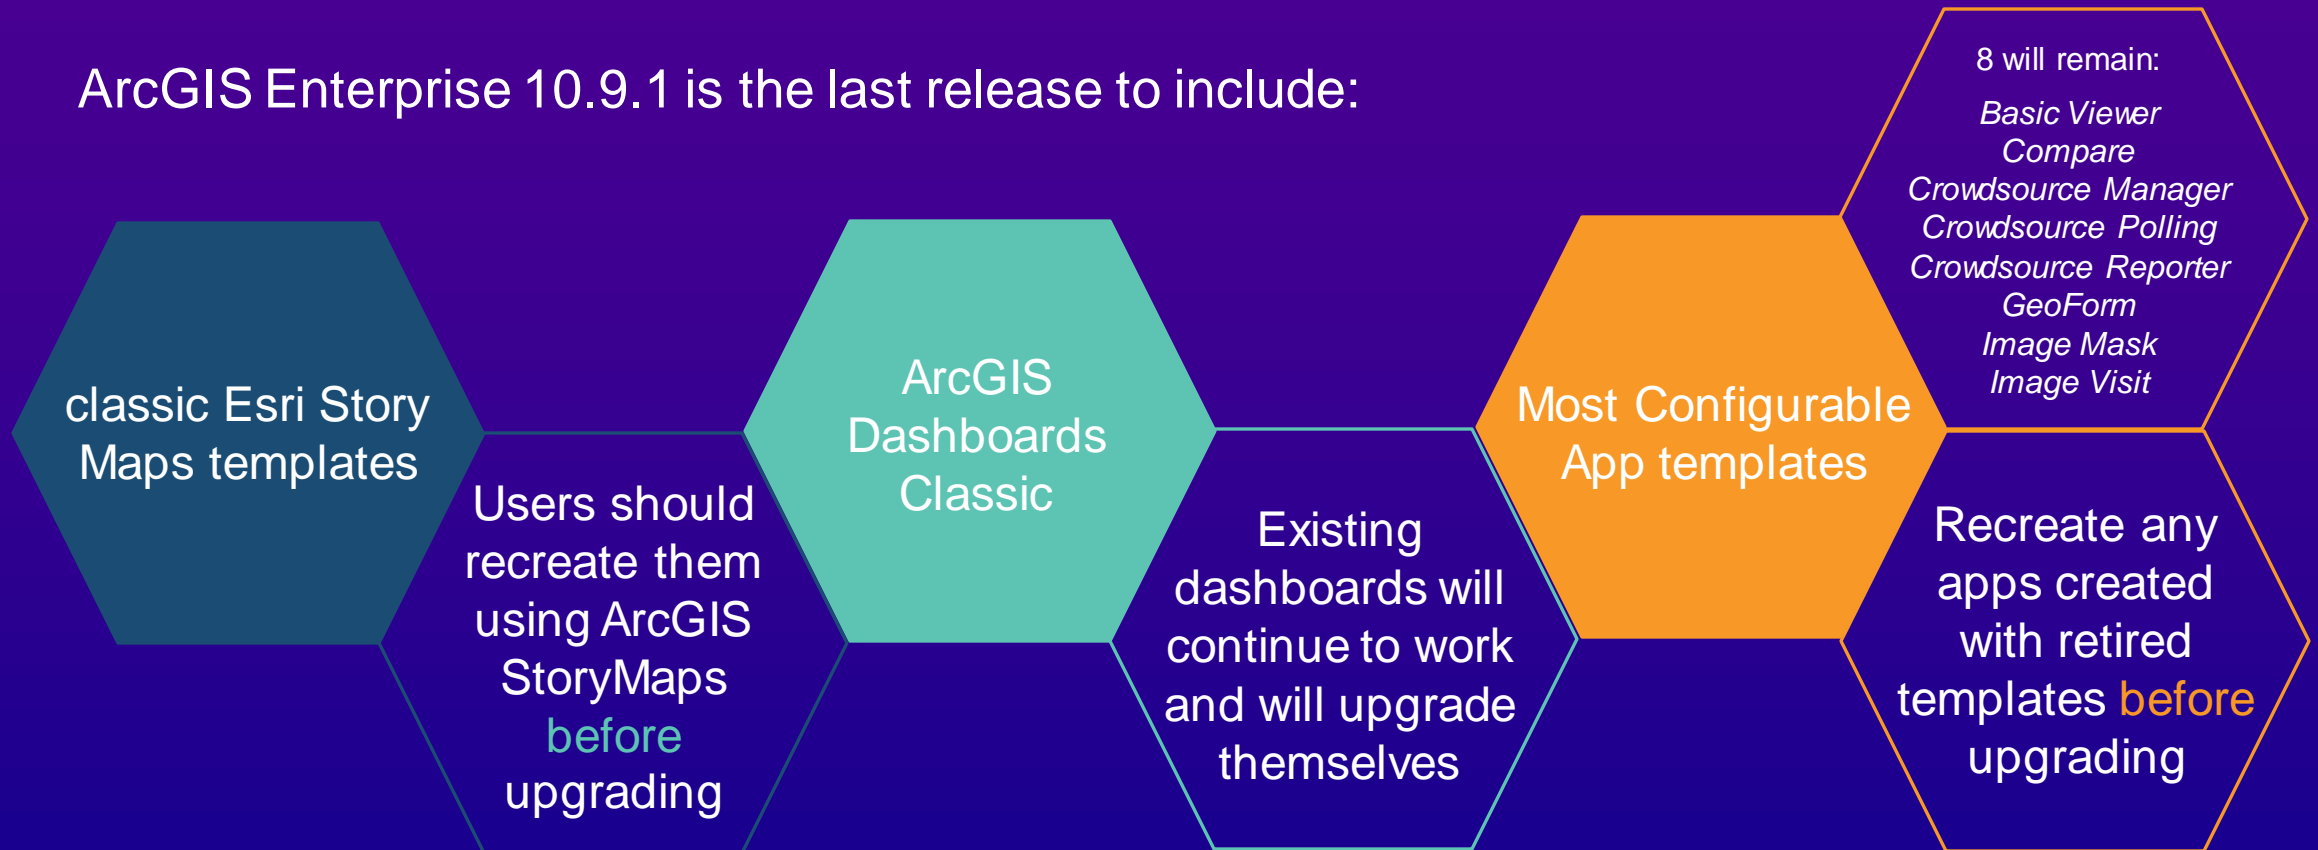 ArcGIS Enterprise 10.9.1 is the last release to include:
classic Esri Story
Maps templates
Users should
recreate them
using ArcGIS
StoryMaps
before
upgrading
ArcGIS
Dashboards
Classic
Existing
dashboards will
continue to work
and will upgrade
themselves
Most Configurable
App templates
8 will remain:
Basic Viewer
Compare
Crowdsource Manager
Crowdsource Polling
Crowdsource Reporter
GeoForm
Image Mask
Image Visit
Recreate any
apps created
with retired
templates before
upgrading